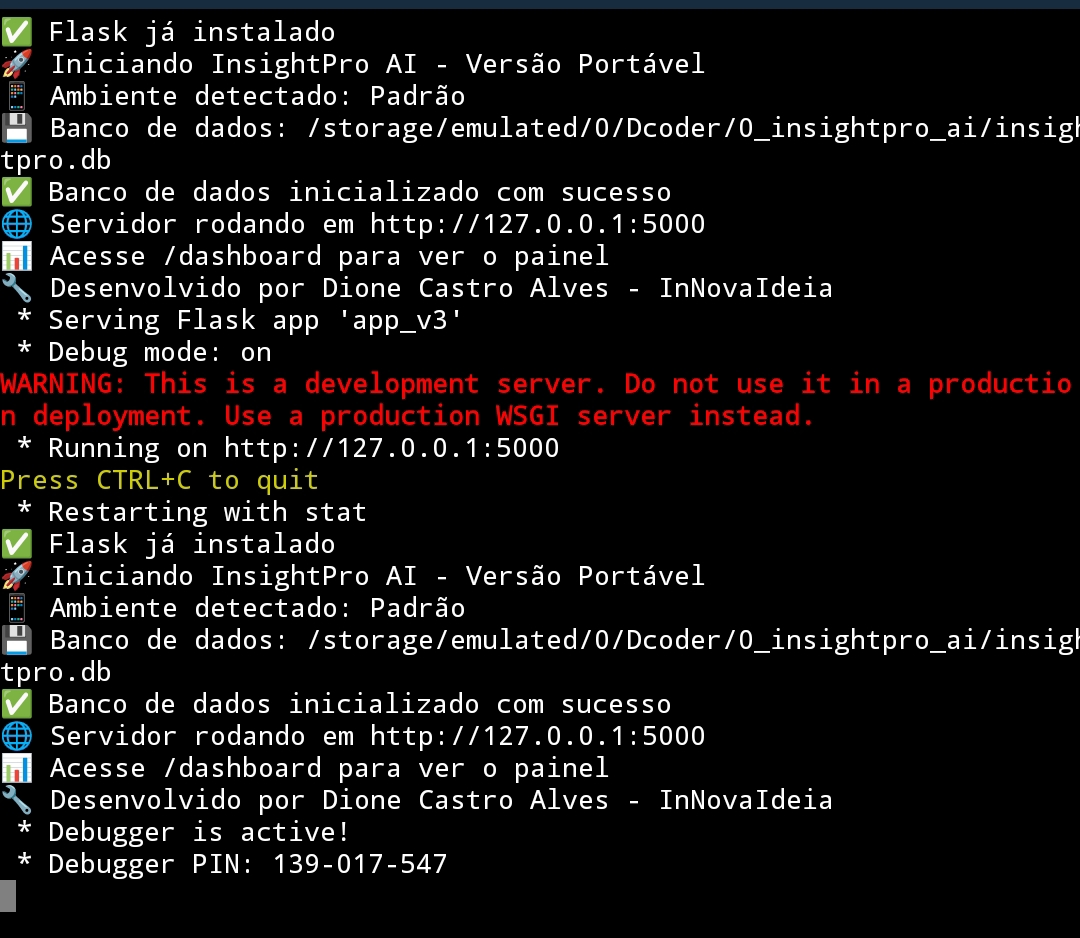 ✅ Flask já instalado
🚀 Iniciando InsightPro AI - Versão Portável
📱 Ambiente detectado: Padrão
💾 Banco de dados: /storage/emulated/0/Dcoder/0_insightpro_ai/insigh
tpro.db
✅ Banco de dados inicializado com sucesso
🌐 Servidor rodando em http://127.0.0.1:5000
📊 Acesse /dashboard para ver o painel
🔧 Desenvolvido por Dione Castro Alves - InNovaIdeia
 * Serving Flask app 'app_v3'
 * Debug mode: on
WARNING: This is a development server. Do not use it in a productio
n deployment. Use a production WSGI server instead.
 * Running on http://127.0.0.1:5000
Press CTRL+C to quit
 * Restarting with stat
✅ Flask já instalado
🚀 Iniciando InsightPro AI - Versão Portável
📱 Ambiente detectado: Padrão
💾 Banco de dados: /storage/emulated/0/Dcoder/0_insightpro_ai/insigh
tpro.db
✅ Banco de dados inicializado com sucesso
🌐 Servidor rodando em http://127.0.0.1:5000
📊 Acesse /dashboard para ver o painel
🔧 Desenvolvido por Dione Castro Alves - InNovaIdeia
 * Debugger is active!
 * Debugger PIN: 139-017-547